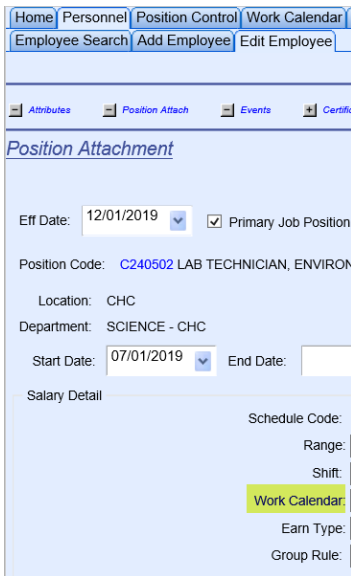 Home Personnel Position Control Work Calendar
Employee Search Add Employee Edit Employee
Attributes Position Attach Events
Position Attachment
Eff Date: 12/01/2019 Primary Job Position
Position Code: C240502 LAB TECHNICIAN,
Location: CHC
Department: SCIENCE - CHC
Start Date: 07/01/2019 End Date:
Salary Detail
Schedule Code:
Range:
Shift:
Work Calendar:
Earn Type:
Group Rule: